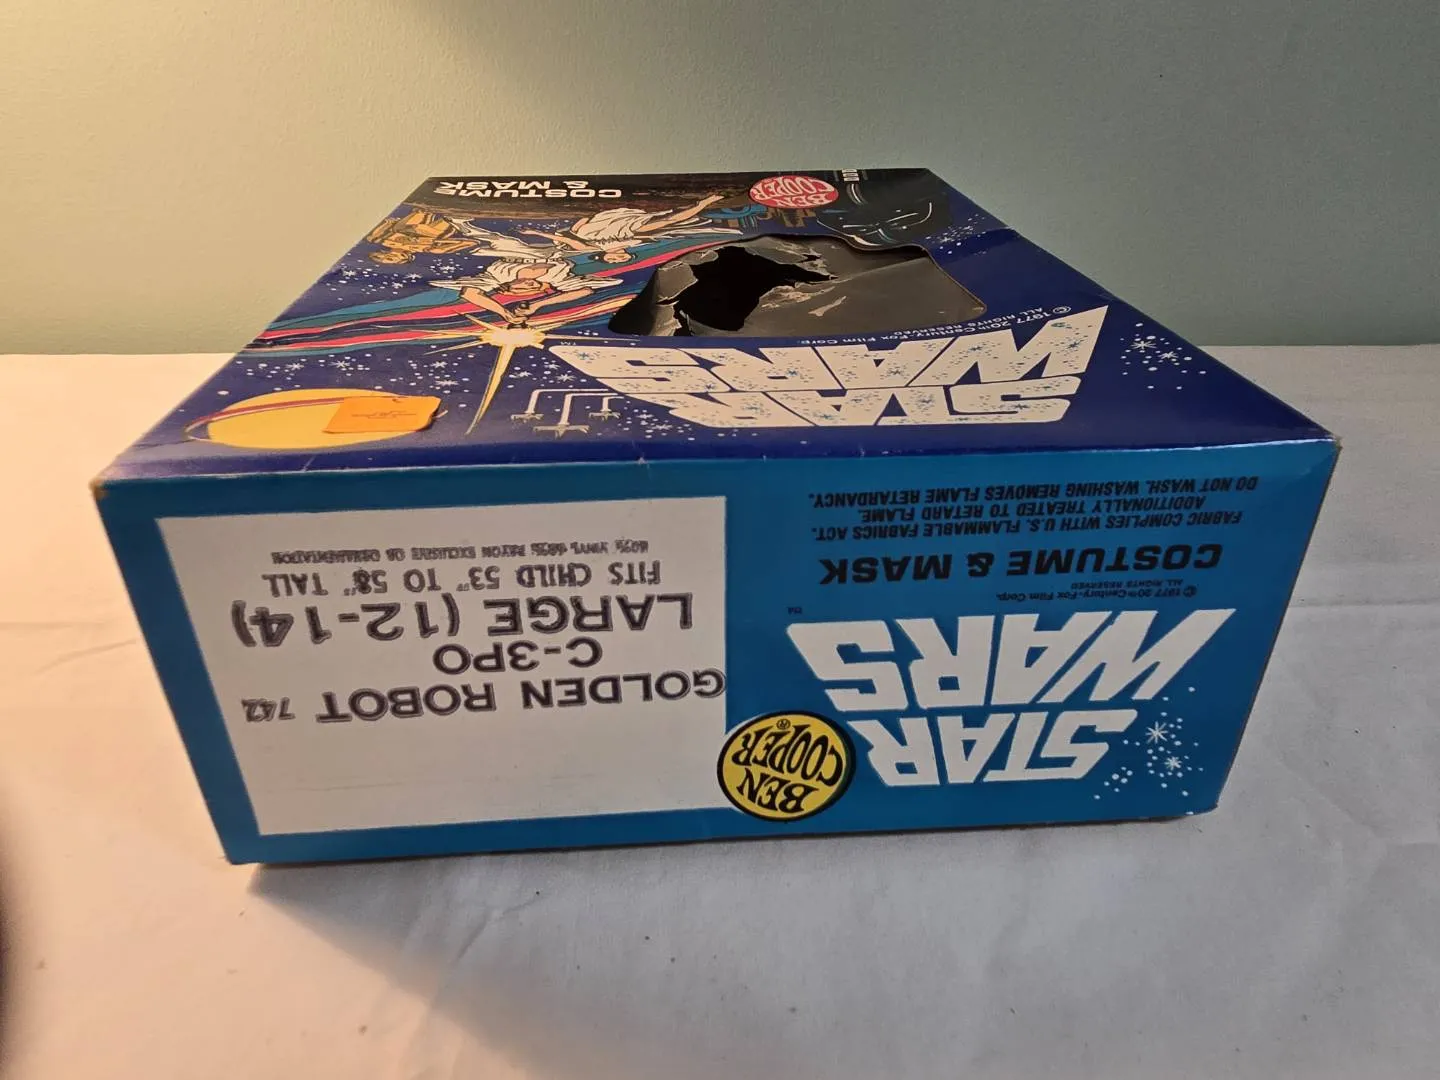 COSTUME
& MASK
BEN
COOPER
© 1977 20th Century-Fox Film Corp.
ALL RIGHTS RESERVED
STAR
WARS
™
GOLDEN ROBOT 742
C-3PO
LARGE (12-14)
FITS CHILD 53" TO 58" TALL
BEN
COOPER®
STAR
WARS
™
© 1977 20th Century-Fox Film Corp.
ALL RIGHTS RESERVED
COSTUME & MASK
FABRIC COMPLIES WITH U.S. FLAMMABLE FABRICS ACT.
ADDITIONALLY TREATED TO RETARD FLAME.
DO NOT WASH. WASHING REMOVES FLAME RETARDANCY.